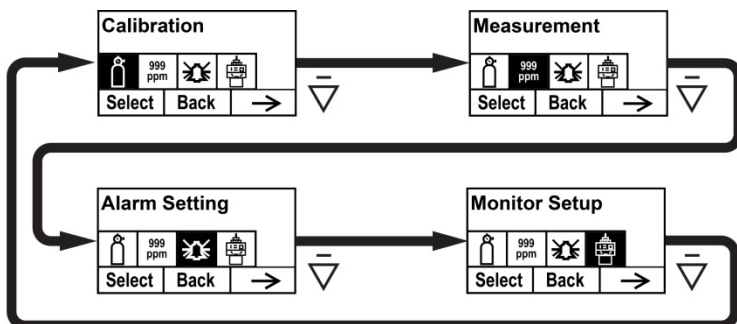 Calibration
999
ppm
Select Back →
Measurement
999
ppm
Select Back →
Alarm Setting
999
ppm
Select Back →
Monitor Setup
999
ppm
Select Back →